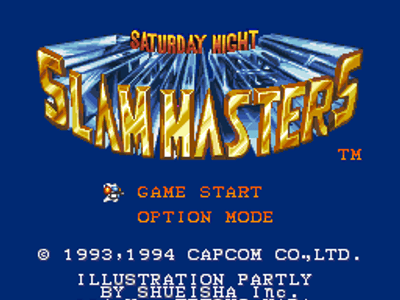 SATURDAY NIGHT
SLAM MASTERS
TM
GAME START
OPTION MODE
© 1993,1994 CAPCOM CO.,LTD.
ILLUSTRATION PARTLY
BY SHUEISHA Inc.